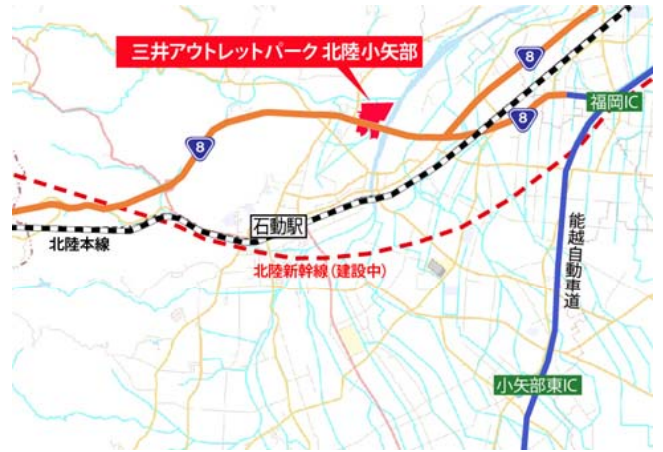 三井アウトレットパーク 北陸小矢部
8
8
8
福岡IC
石動駅
北陸本線
北陸新幹線(建設中)
能越自動車道
小矢部東IC